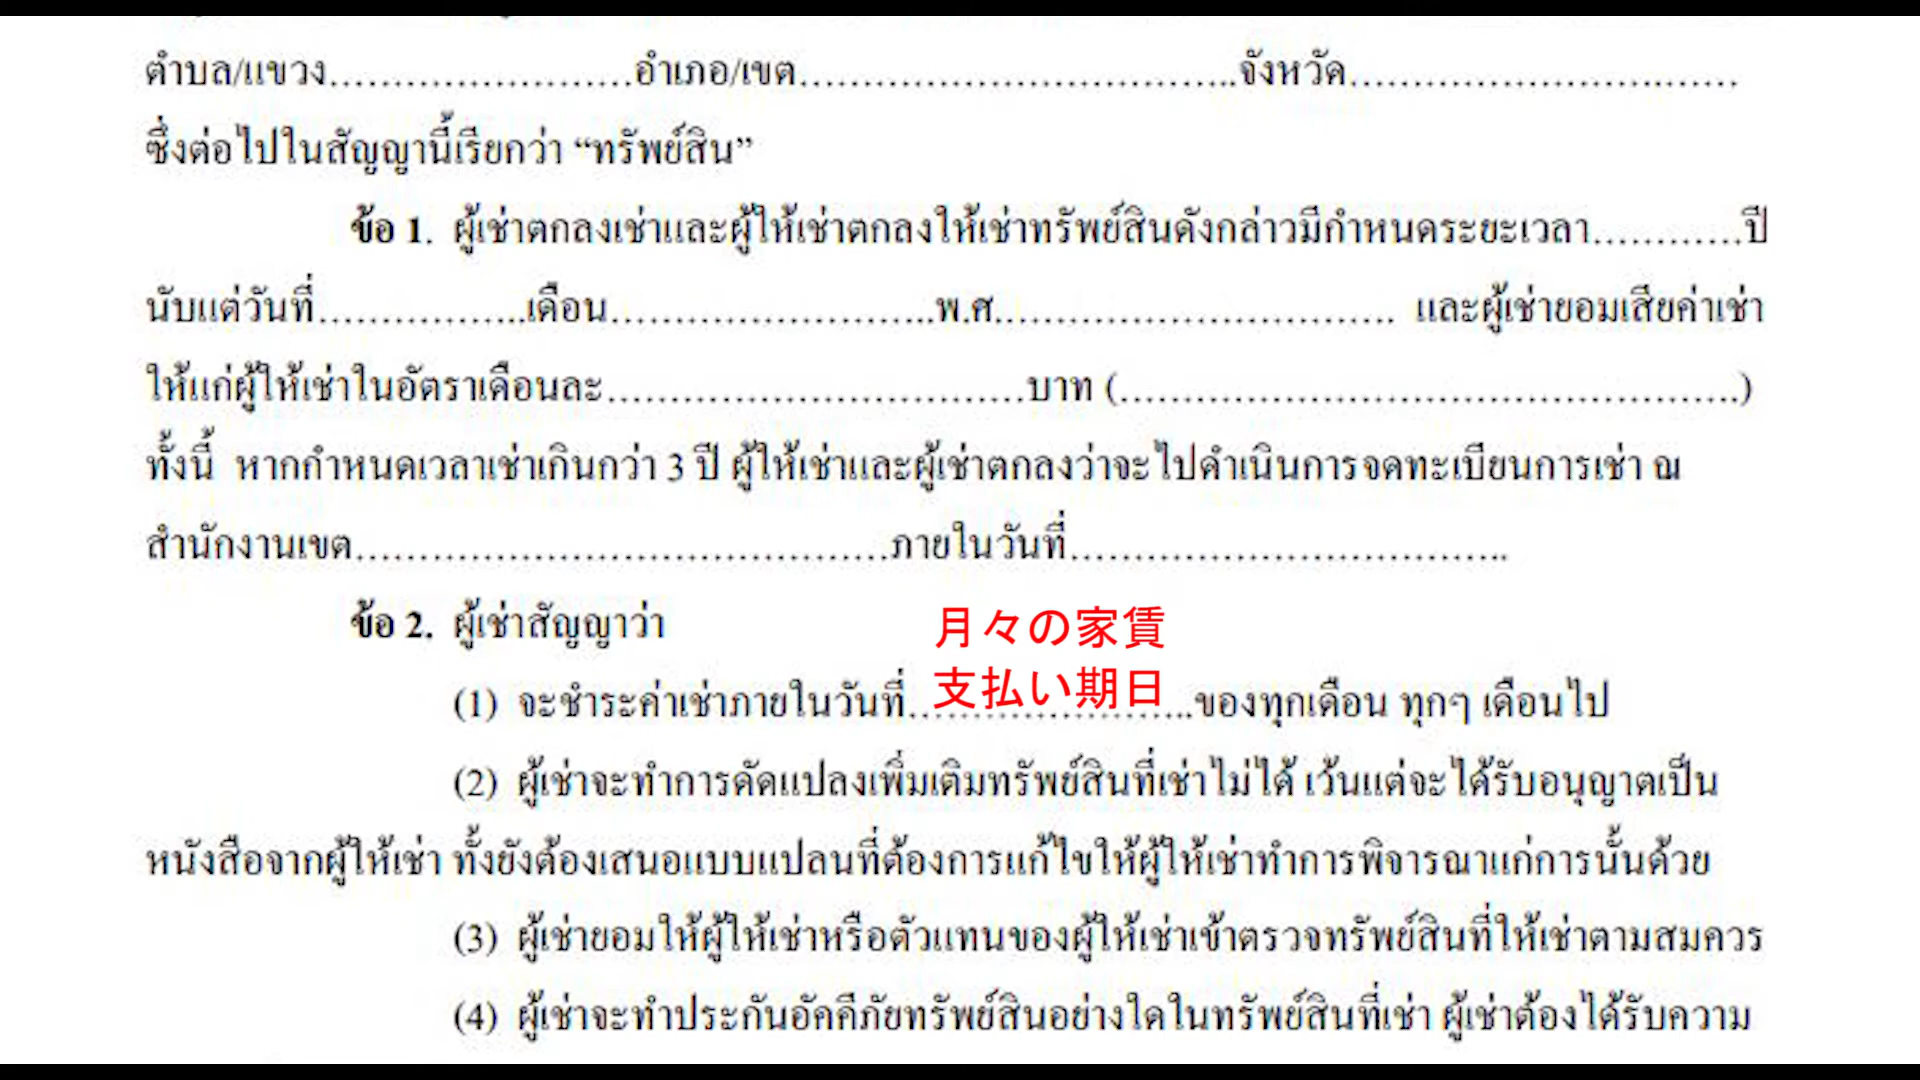 ตำบล/แขวง............................อำเภอ/เขต........................................จังหวัด....................................
ซึ่งต่อไปในสัญญานี้เรียกว่า “ทรัพย์สิน”
ข้อ 1. ผู้เช่าตกลงเช่าและผู้ให้เช่าตกลงให้เช่าทรัพย์สินดังกล่าวมีกำหนดระยะเวลา..............ปี
นับแต่วันที่...................เดือน..............................พ.ศ..................................... และผู้เช่ายอมเสียค่าเช่า
ให้แก่ผู้ให้เช่าในอัตราเดือนละ.......................................บาท (..........................................................)
ทั้งนี้ หากกำหนดเวลาเช่าเกินกว่า 3 ปี ผู้ให้เช่าและผู้เช่าตกลงว่าจะไปดำเนินการจดทะเบียนการเช่า ณ
สำนักงานเขต..................................................ภายในวันที่.........................................
ข้อ 2. ผู้เช่าสัญญาว่า
月々の家賃
支払い期日
(1) จะชำระค่าเช่าภายในวันที่...........................ของทุกเดือน ทุกๆ เดือนไป
(2) ผู้เช่าจะทำการดัดแปลงเพิ่มเติมทรัพย์สินที่เช่าไม่ได้ เว้นแต่จะได้รับอนุญาตเป็น
หนังสือจากผู้ให้เช่า ทั้งยังต้องเสนอแบบแปลนที่ต้องการแก้ไขให้ผู้ให้เช่าทำการพิจารณาแก่การนั้นด้วย
(3) ผู้เช่ายอมให้ผู้ให้เช่าหรือตัวแทนของผู้ให้เช่าเข้าตรวจทรัพย์สินที่ให้เช่าตามสมควร
(4) ผู้เช่าจะทำประกันอัคคีภัยทรัพย์สินอย่างใดในทรัพย์สินที่เช่า ผู้เช่าต้องได้รับความ